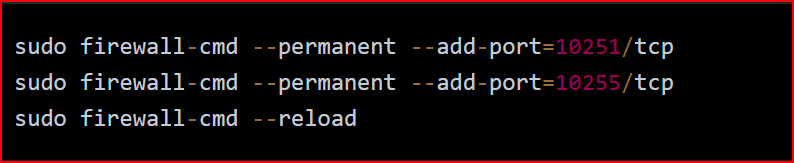 sudo firewall-cmd --permanent --add-port=10251/tcp
sudo firewall-cmd --permanent --add-port=10255/tcp
sudo firewall-cmd --reload